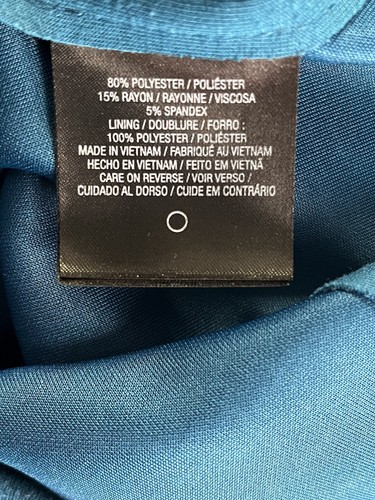 80% POLYESTER / POLIÉSTER
15% RAYON / RAYONNE / VISCOSA
5% SPANDEX
LINING / DOUBLURE / FORRO :
100% POLYESTER / POLIÉSTER
MADE IN VIETNAM / FABRIQUÉ AU VIETNAM
HECHO EN VIETNAM / FEITO EM VIETNÃ
CARE ON REVERSE / VOIR VERSO /
CUIDADO AL DORSO / CUIDE EM CONTRÁRIO